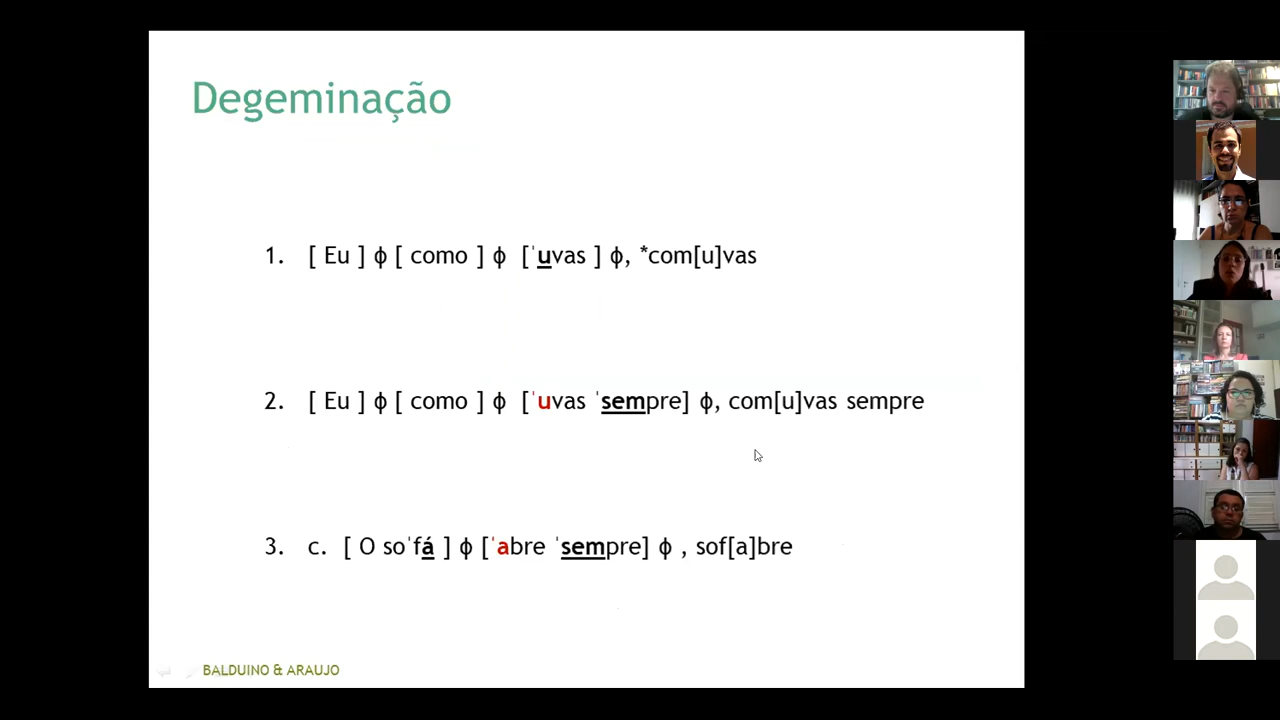 Degeminação
1. [ Eu ] ϕ [ como ] ϕ [ˈuvas ] ϕ, *com[u]vas
2. [ Eu ] ϕ [ como ] ϕ [ˈuvas ˈsempre] ϕ, com[u]vas sempre
3. c. [ O soˈfá ] ϕ [ˈabre ˈsempre] ϕ , sof[a]bre
BALDUINO & ARAUJO